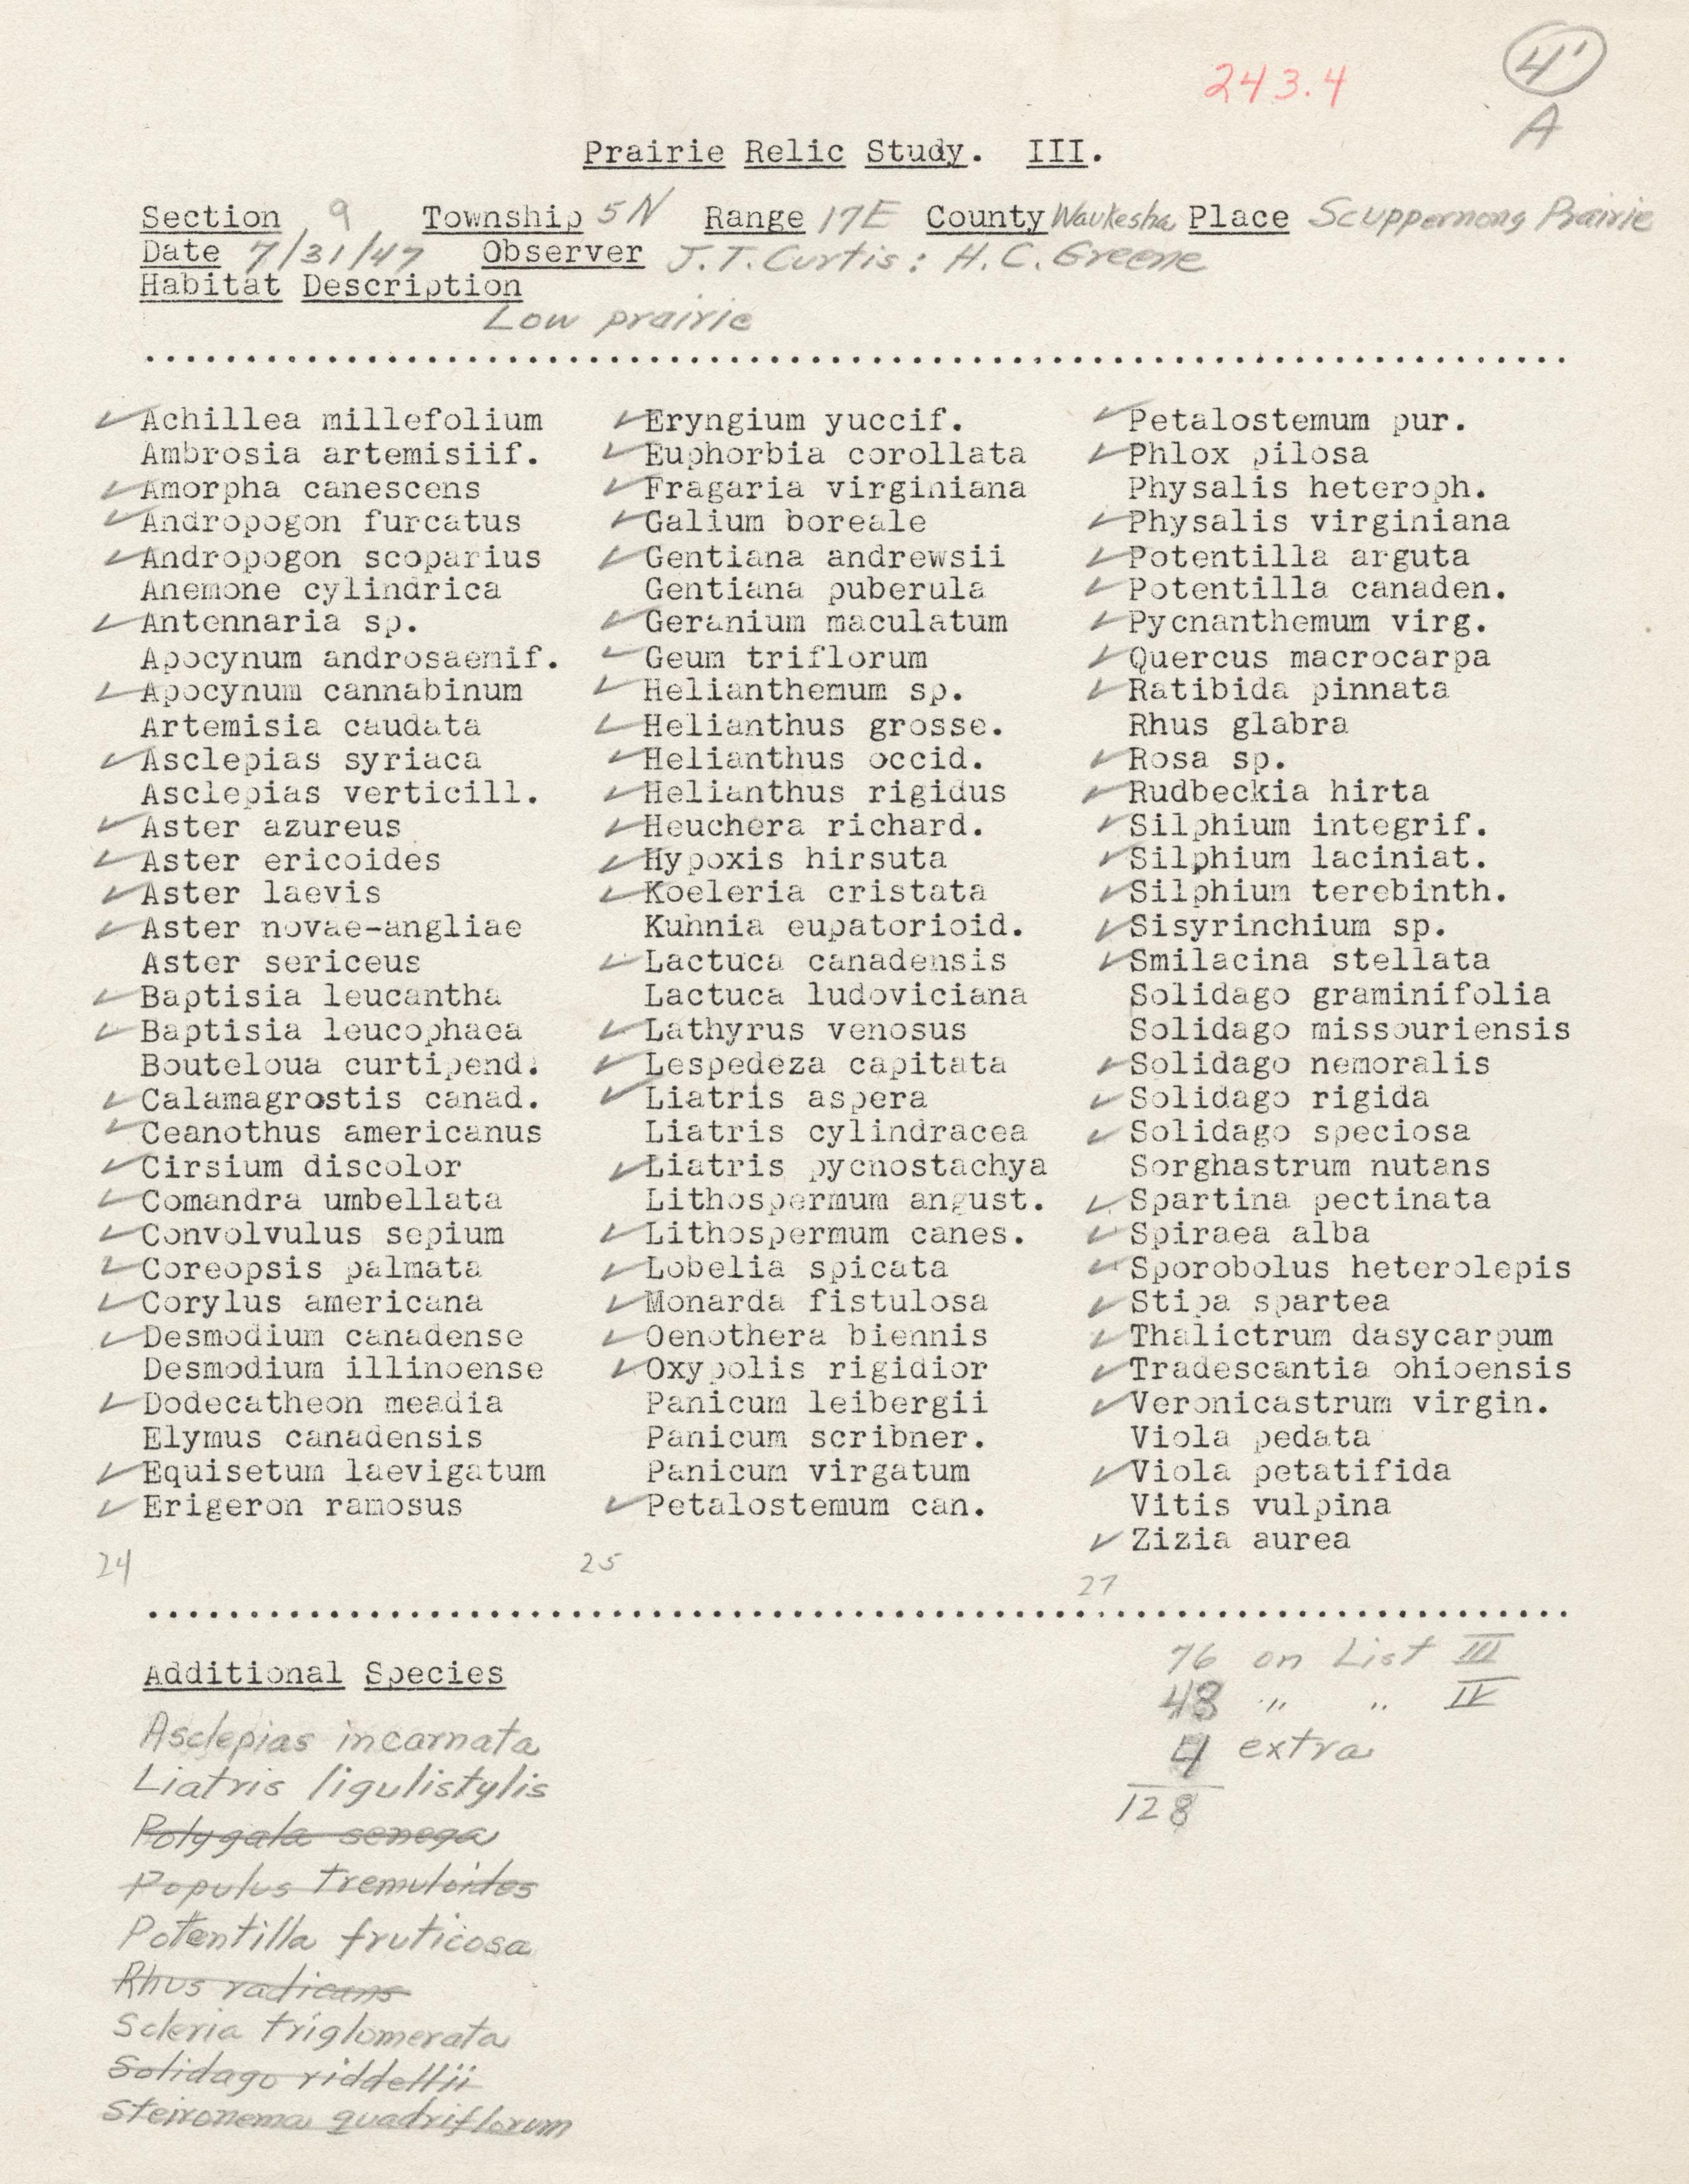 243.4
4'
A
Prairie Relic Study. III.
Section 9 Township 5N Range 17E County Waukesha Place Scuppernong Prairie
Date 7/31/47 Observer J.T. Curtis: H.C. Greene
Habitat Description
Low prairie
✓ Achillea millefolium
Ambrosia artemisiif.
✓ Amorpha canescens
✓ Andropogon furcatus
✓ Andropogon scoparius
Anemone cylindrica
✓ Antennaria sp.
Apocynum androsaemif.
✓ Apocynum cannabinum
Artemisia caudata
✓ Asclepias syriaca
Asclepias verticill.
✓ Aster azureus
✓ Aster ericoides
✓ Aster laevis
✓ Aster novae-angliae
Aster sericeus
✓ Baptisia leucantha
✓ Baptisia leucophaea
Bouteloua curtipend.
✓ Calamagrostis canad.
✓ Ceanothus americanus
✓ Cirsium discolor
✓ Comandra umbellata
✓ Convolvulus sepium
✓ Coreopsis palmata
✓ Corylus americana
✓ Desmodium canadense
Desmodium illinoense
✓ Dodecatheon meadia
Elymus canadensis
✓ Equisetum laevigatum
✓ Erigeron ramosus
24
✓ Eryngium yuccif.
✓ Euphorbia corollata
✓ Fragaria virginiana
✓ Galium boreale
✓ Gentiana andrewsii
Gentiana puberula
✓ Geranium maculatum
✓ Geum triflorum
✓ Helianthemum sp.
✓ Helianthus grosse.
✓ Helianthus occid.
✓ Helianthus rigidus
✓ Heuchera richard.
✓ Hypoxis hirsuta
✓ Koeleria cristata
Kuhnia eupatorioid.
✓ Lactuca canadensis
Lactuca ludoviciana
✓ Lathyrus venosus
✓ Lespedeza capitata
✓ Liatris aspera
Liatris cylindracea
✓ Liatris pycnostachya
Lithospermum angust.
✓ Lithospermum canes.
✓ Lobelia spicata
✓ Monarda fistulosa
✓ Oenothera biennis
✓ Oxypolis rigidior
Panicum leibergii
Panicum scribner.
Panicum virgatum
✓ Petalostemum can.
25
✓ Petalostemum pur.
✓ Phlox pilosa
Physalis heteroph.
✓ Physalis virginiana
✓ Potentilla arguta
✓ Potentilla canaden.
✓ Pycnanthemum virg.
✓ Quercus macrocarpa
✓ Ratibida pinnata
Rhus glabra
✓ Rosa sp.
✓ Rudbeckia hirta
✓ Silphium integrif.
✓ Silphium laciniat.
✓ Silphium terebinth.
✓ Sisyrinchium sp.
✓ Smilacina stellata
Solidago graminifolia
Solidago missouriensis
✓ Solidago nemoralis
✓ Solidago rigida
✓ Solidago speciosa
Sorghastrum nutans
✓ Spartina pectinata
✓ Spiraea alba
✓ Sporobolus heterolepis
✓ Stipa spartea
✓ Thalictrum dasycarpum
✓ Tradescantia ohioensis
✓ Veronicastrum virgin.
Viola pedata
✓ Viola petatifida
Vitis vulpina
✓ Zizia aurea
27
Additional Species
Asclepias incarnata
Liatris ligulistylis
Polygala senega
Populus tremuloides
Potentilla fruticosa
Rhus radicans
Scleria triglomerata
Solidago riddellii
Steironema quadriflorum
76 on List III
48 " " IV
4 extra
128